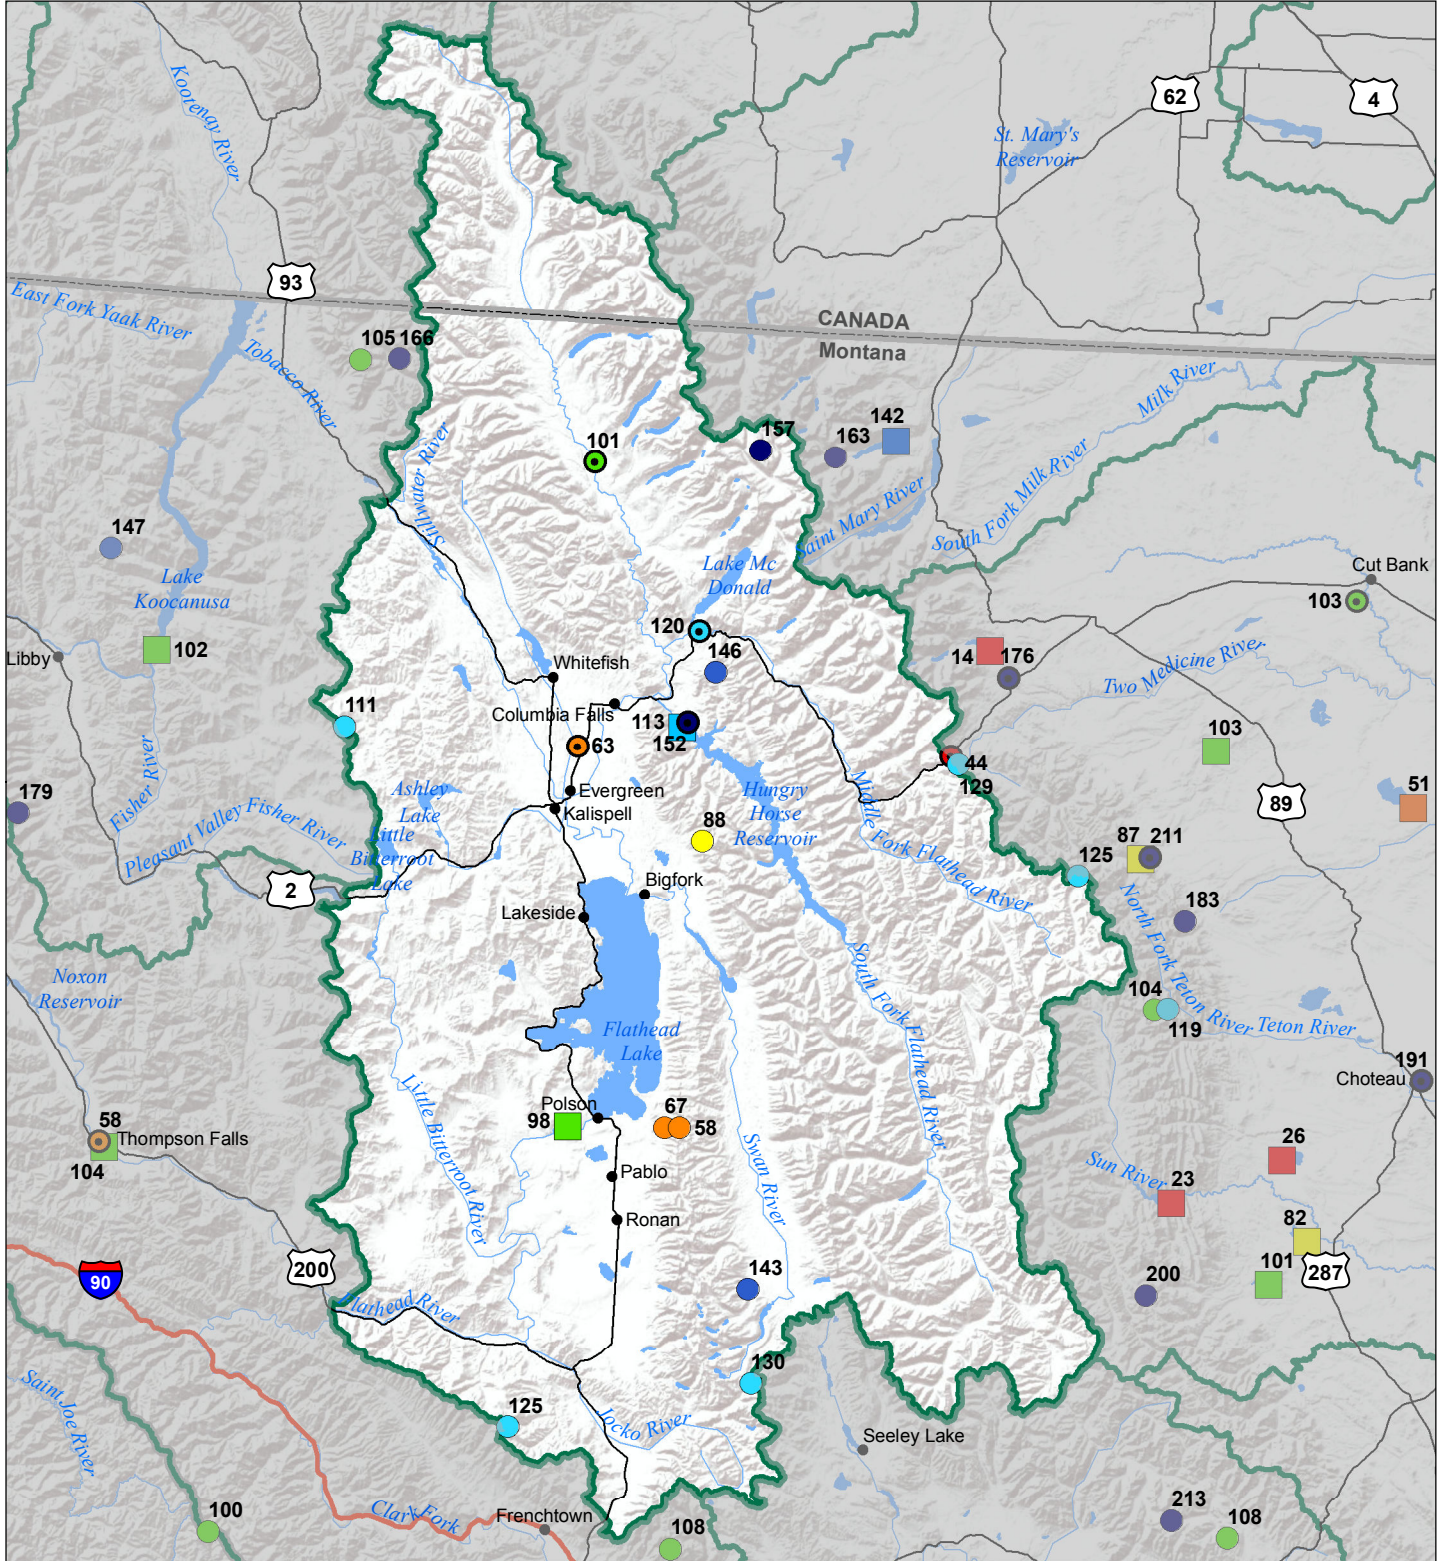 Kootenay River
62
4
St. Mary's
Reservoir
93
East Fork Yaak River
CANADA
Montana
Tobacco River
105
166
Milk River
142
157
163
101
Stillwater River
Saint Mary River
South Fork Milk River
147
Lake
Koocanusa
Lake Mc
Donald
Cut Bank
103
120
102
Libby
Whitefish
146
14
176
Two Medicine River
111
Columbia Falls
113
152
63
103
Fisher River
44
129
179
Ashley
Lake
Evergreen
Kalispell
Hungry
Horse
Reservoir
89
51
Pleasant Valley Fisher River
Little
Bitterroot
Lake
88
Middle Fork Flathead River
87
211
125
2
Bigfork
Lakeside
183
North Fork Teton River
Noxon
Reservoir
South Fork Flathead River
104
119
Teton River
Flathead
Lake
191
Choteau
Little Bitterroot River
Polson
98
67
58
58
Thompson Falls
104
Swan River
26
Sun River
23
Pablo
Ronan
82
200
90
143
200
101
287
Flathead River
130
Saint Joe River
125
Jocko River
Seeley Lake
100
Clark Fork
Frenchtown
108
213
108